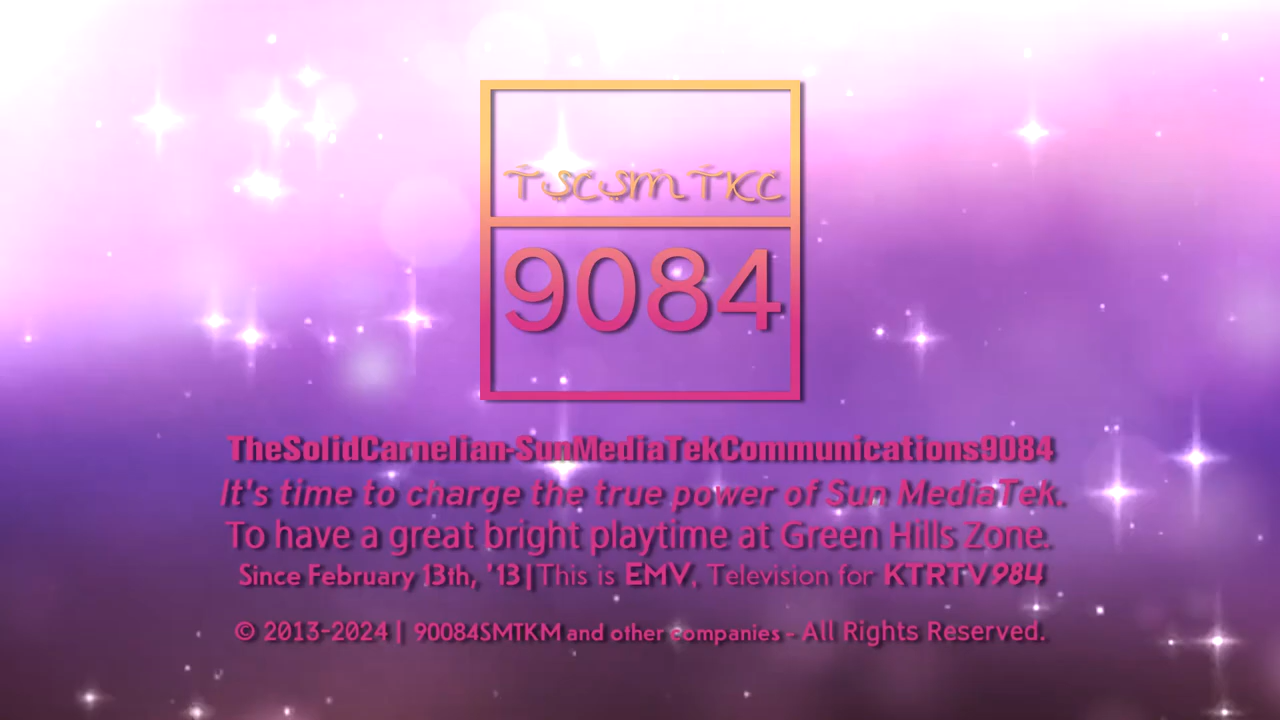 TSCSMTKC
9084
TheSolidCarnelian-SunMediaTekCommunications9084
It's time to charge the true power of Sun MediaTek.
To have a great bright playtime at Green Hills Zone.
Since February 13th, '13|This is EMV, Television for KTRTV984
© 2013-2024 | 90084SMTKM and other companies - All Rights Reserved.